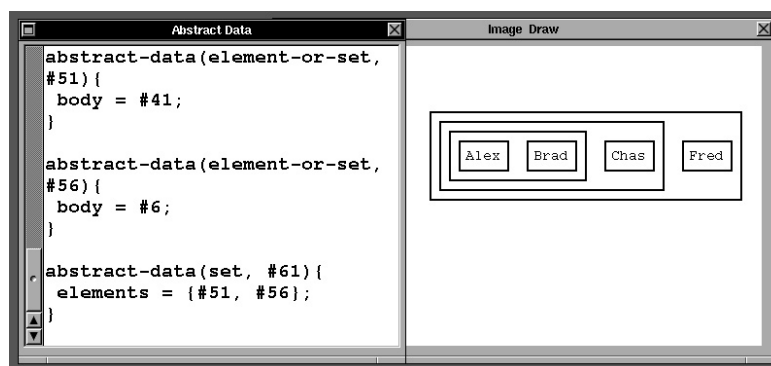 Abstract Data
abstract-data(element-or-set,
#51){
body = #41;
}
abstract-data(element-or-set,
#56){
body = #6;
}
abstract-data(set, #61){
elements = {#51, #56};
}
Image Draw
Alex Brad Chas Fred